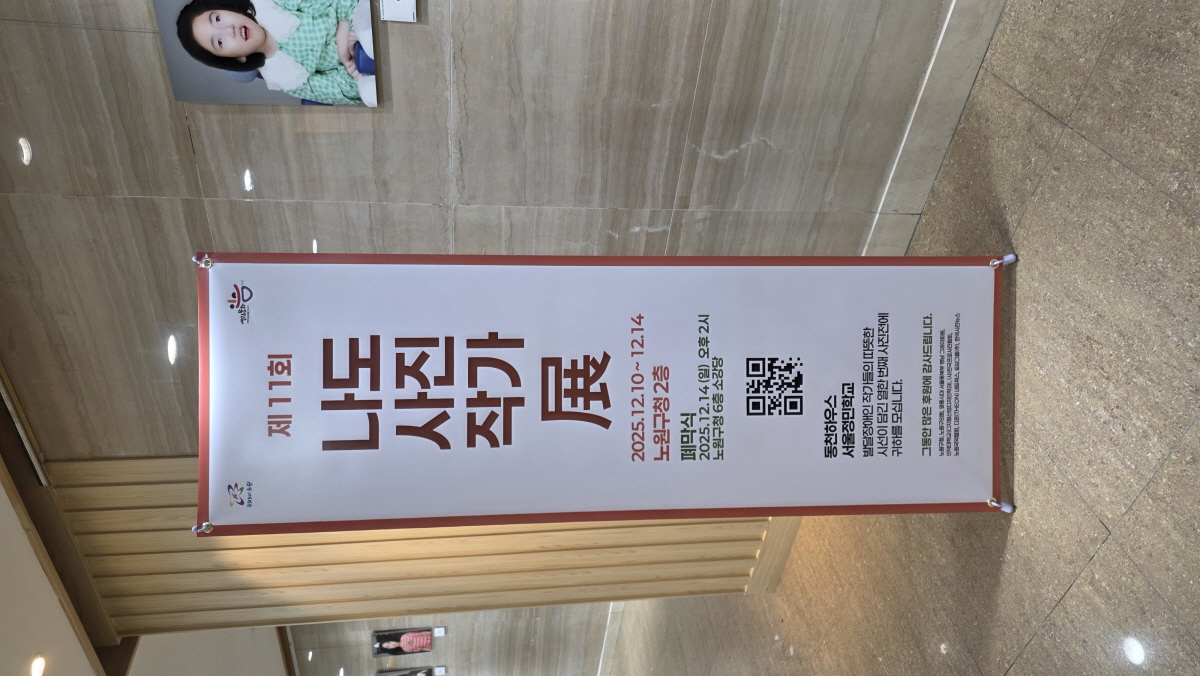 제11회
나도
사진
작가
展
2025.12.10 ~ 12.14
노원구청 2층
폐막식
2025.12.14 (일) 오후 2시
노원구청 6층 소강당
동천하우스
서울정민학교
발달장애인 작가들의 따뜻한
시선이 담긴 열한 번째 사진전에
귀하를 모십니다.
그동안 많은 후원에 감사드립니다.